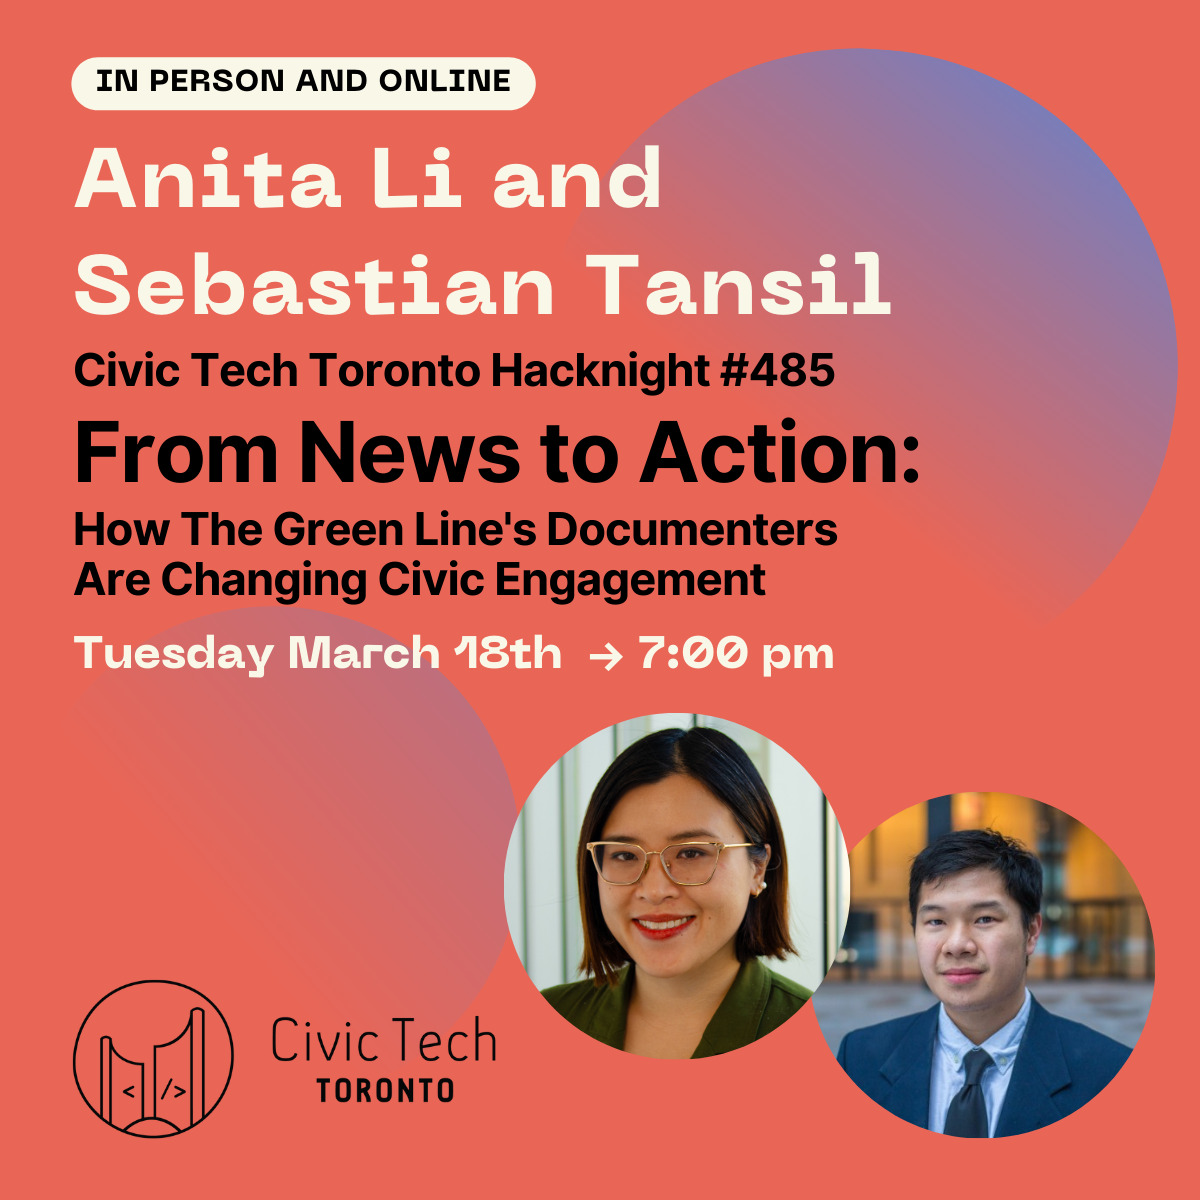 IN PERSON AND ONLINE
Anita Li and
Sebastian Tansil
Civic Tech Toronto Hacknight #485
From News to Action:
How The Green Line's Documenters
Are Changing Civic Engagement
Tuesday March 18th → 7:00 pm
< />
Civic Tech
TORONTO